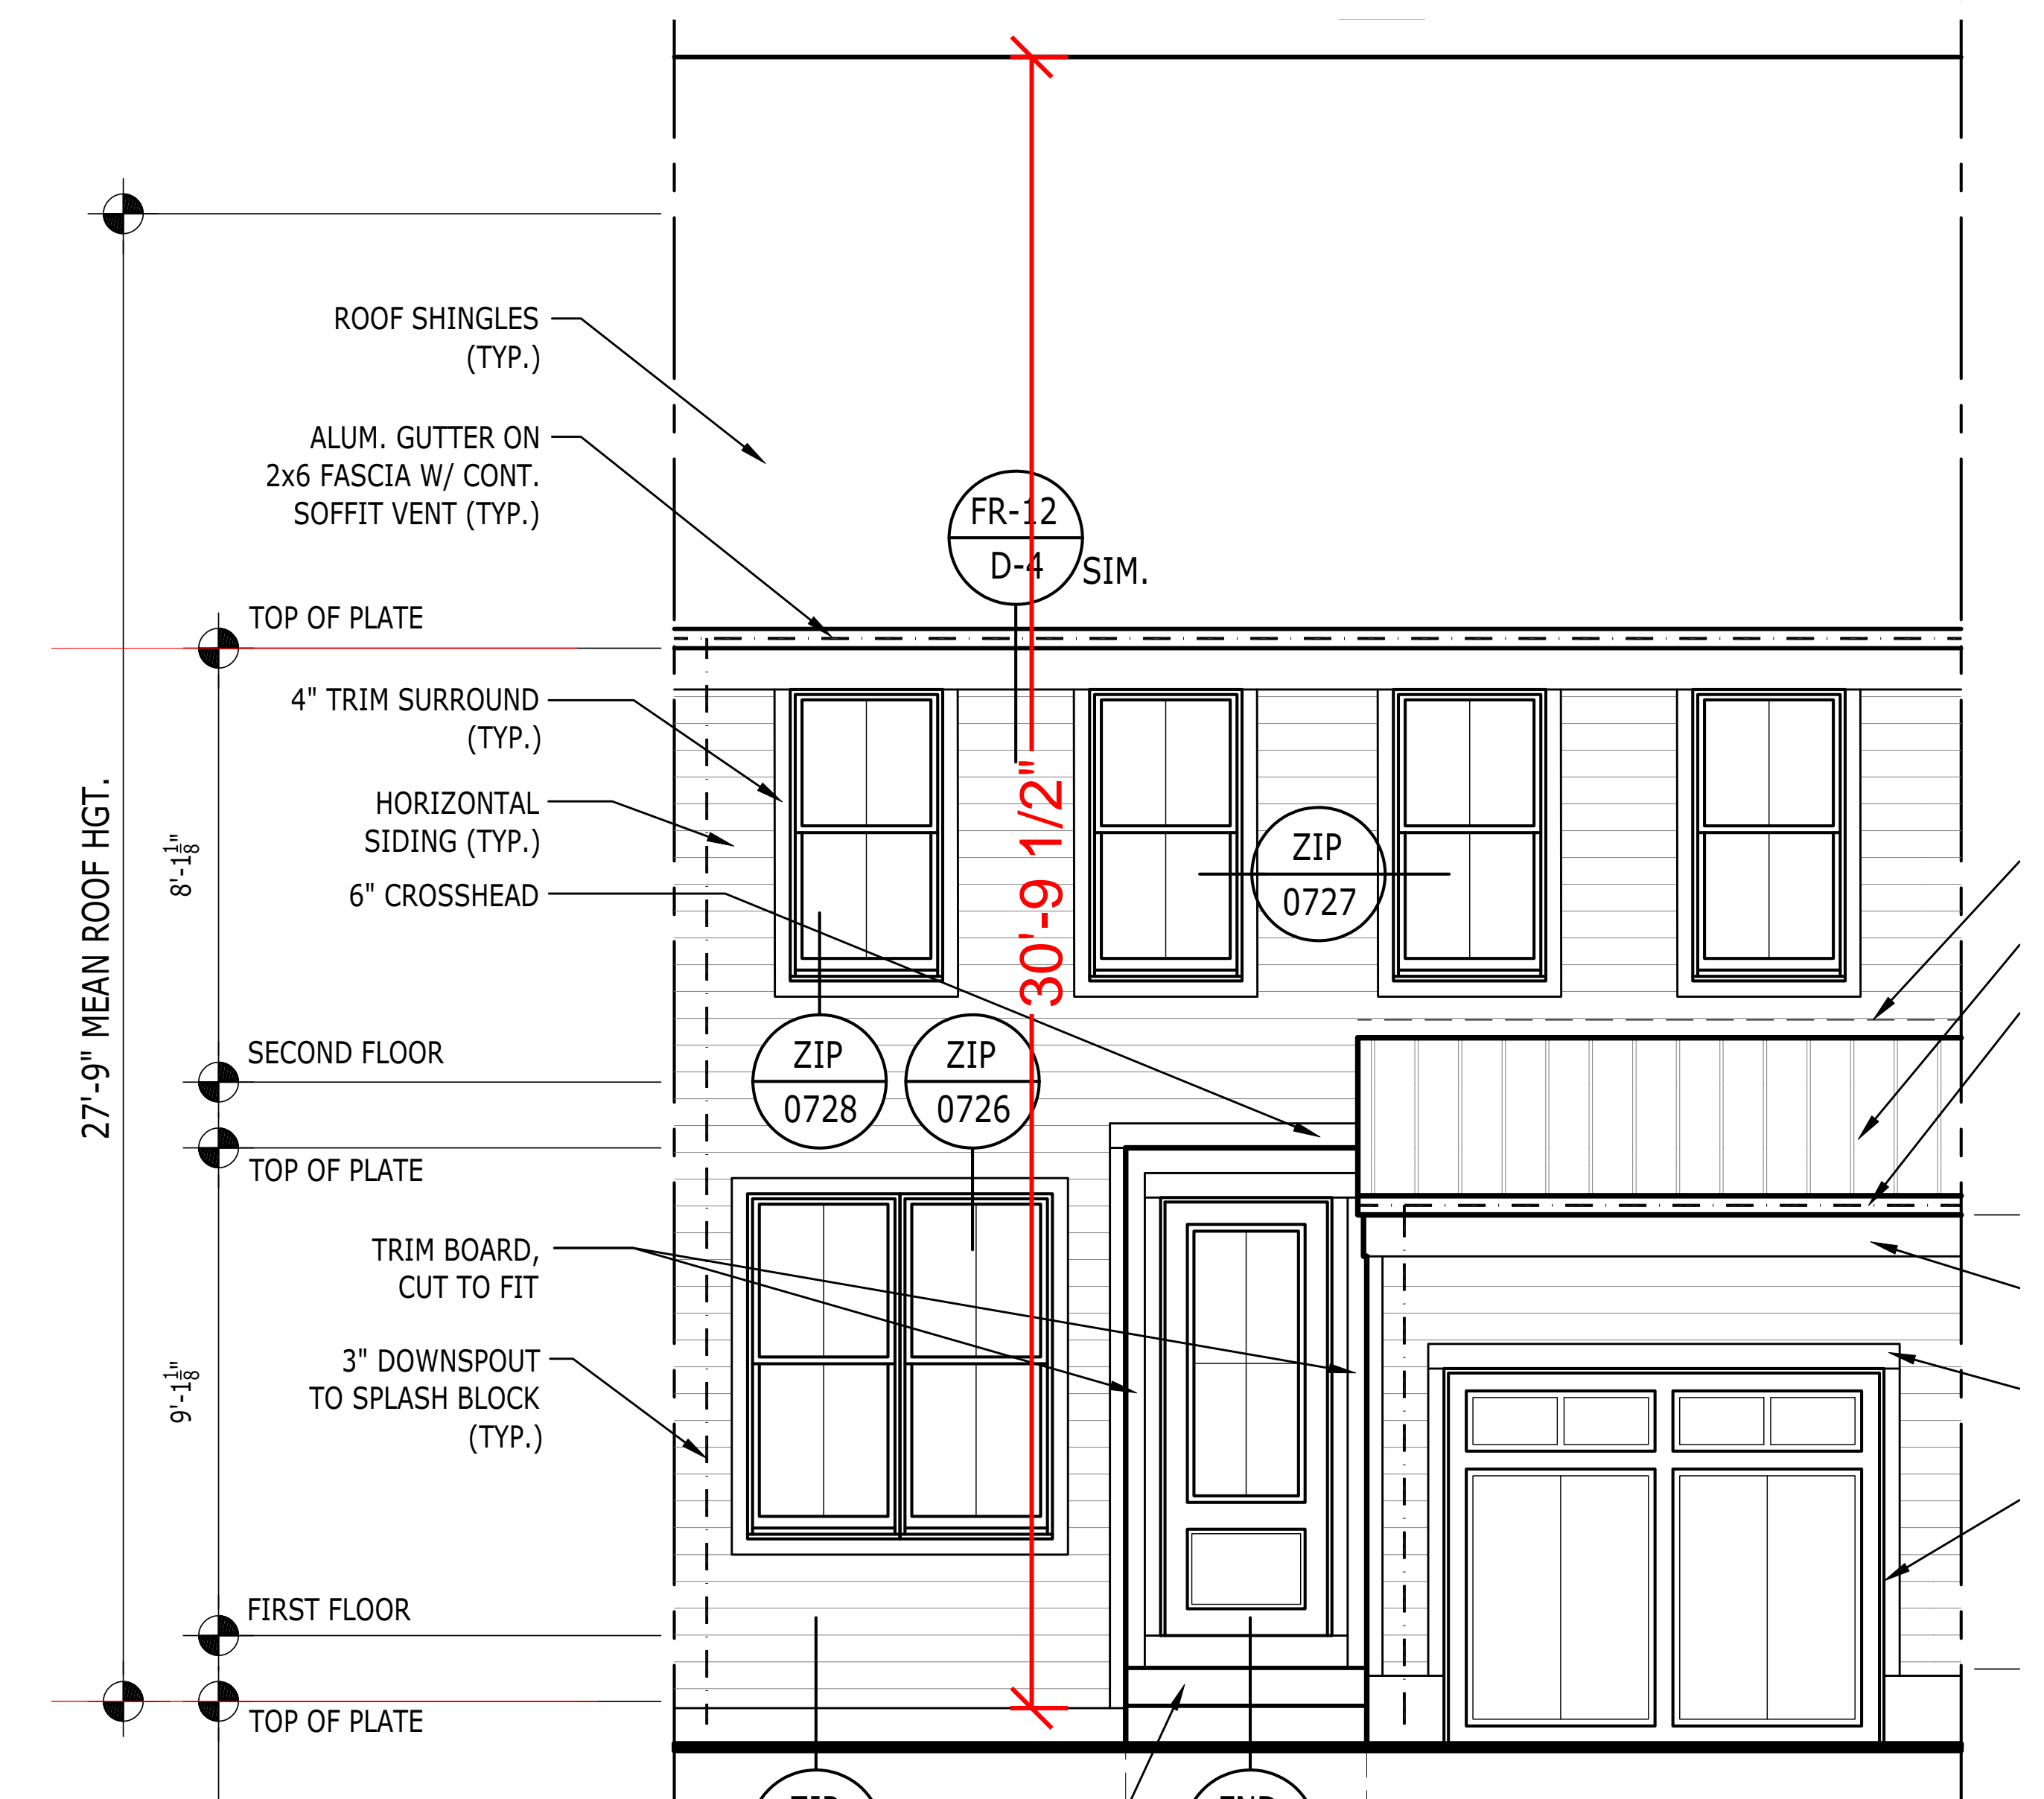 ROOF SHINGLES
(TYP.)
ALUM. GUTTER ON
2x6 FASCIA W/ CONT.
SOFFIT VENT (TYP.)
FR-12
D-4
SIM.
TOP OF PLATE
4" TRIM SURROUND
(TYP.)
HORIZONTAL
SIDING (TYP.)
6" CROSSHEAD
27'-9" MEAN ROOF HGT.
8'-1 1/8"
30'-9 1/2"
ZIP
0727
SECOND FLOOR
ZIP
0728
ZIP
0726
TOP OF PLATE
TRIM BOARD,
CUT TO FIT
9'-1 1/8"
3" DOWNSPOUT
TO SPLASH BLOCK
(TYP.)
FIRST FLOOR
TOP OF PLATE